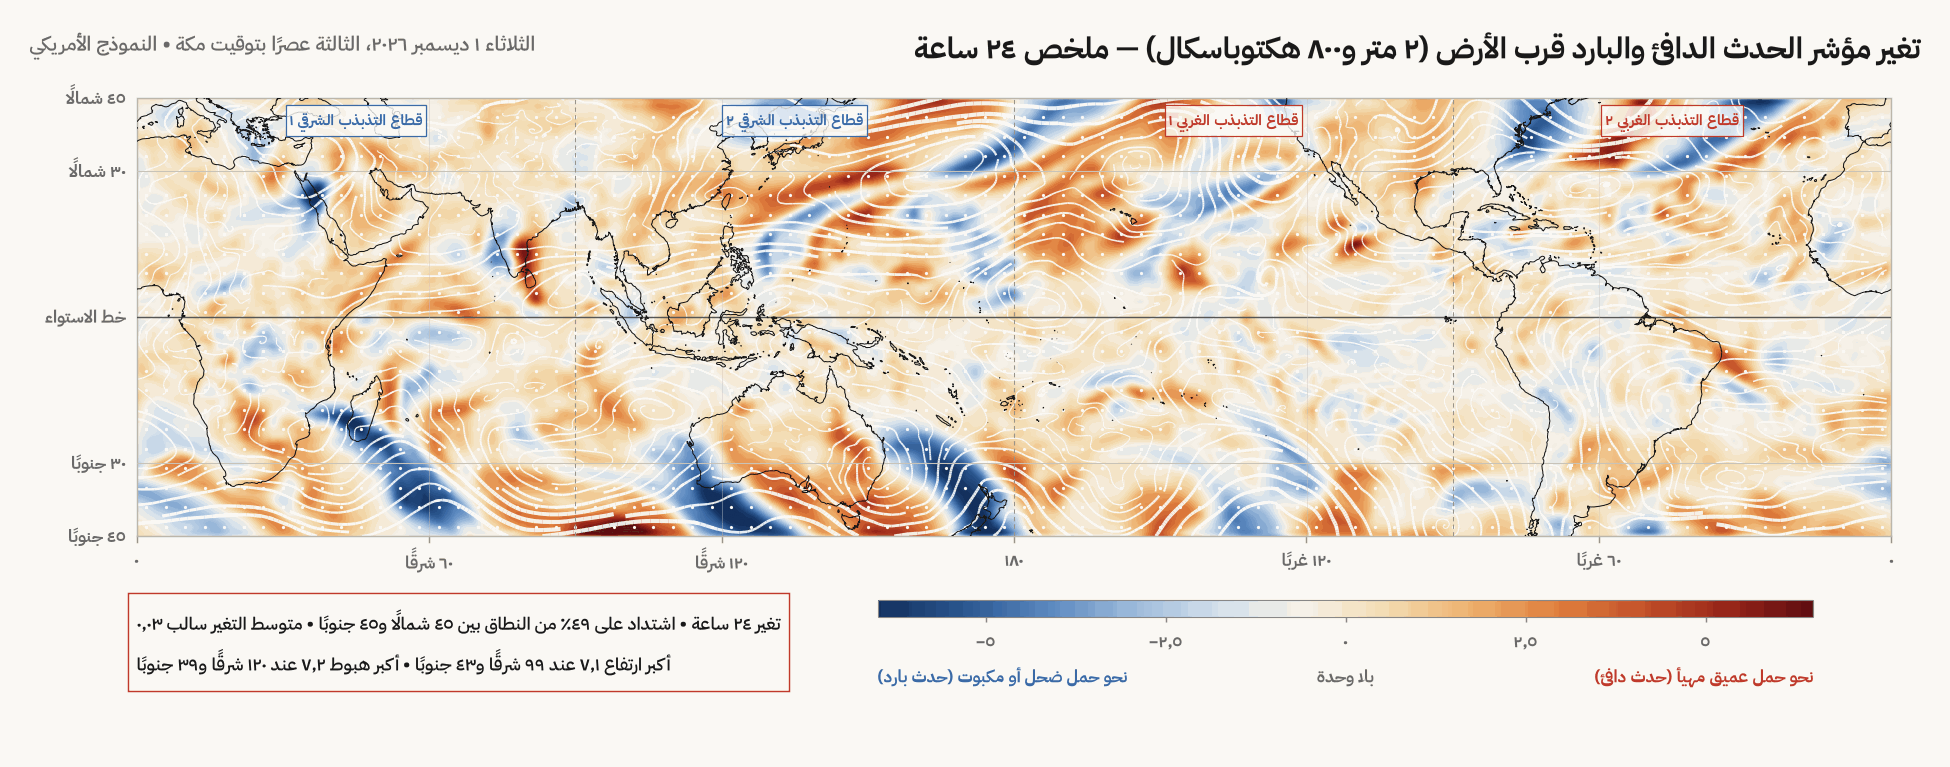 تغير مؤشر الحدث الدافئ والبارد قرب الأرض (٢ متر و٨٠٠ هكتوباسكال) — ملخص ٢٤ ساعة
الثلاثاء ١ ديسمبر ٢٠٢٦، الثالثة عصرًا بتوقيت مكة • النموذج الأمريكي
قطاع التذبذب الشرقي ١
قطاع التذبذب الشرقي ٢
قطاع التذبذب الغربي ١
قطاع التذبذب الغربي ٢
٤٥ شمالًا
٣٠ شمالًا
خط الاستواء
٣٠ جنوبًا
٤٥ جنوبًا
٠
٦٠ شرقًا
١٢٠ شرقًا
١٨٠
١٢٠ غربًا
٦٠ غربًا
٠
تغير ٢٤ ساعة • اشتداد على ٤٩٪ من النطاق بين ٤٥ شمالًا و٤٥ جنوبًا • متوسط التغير سالب ٠,٠٣
أكبر ارتفاع ٧,١ عند ٩٩ شرقًا و٤٣ جنوبًا • أكبر هبوط ٧,٢ عند ١٢٠ شرقًا و٣٩ جنوبًا
−٥
−٢,٥
٠
٢,٥
٥
نحو حمل ضحل أو مكبوت (حدث بارد)
بلا وحدة
نحو حمل عميق مهيأ (حدث دافئ)